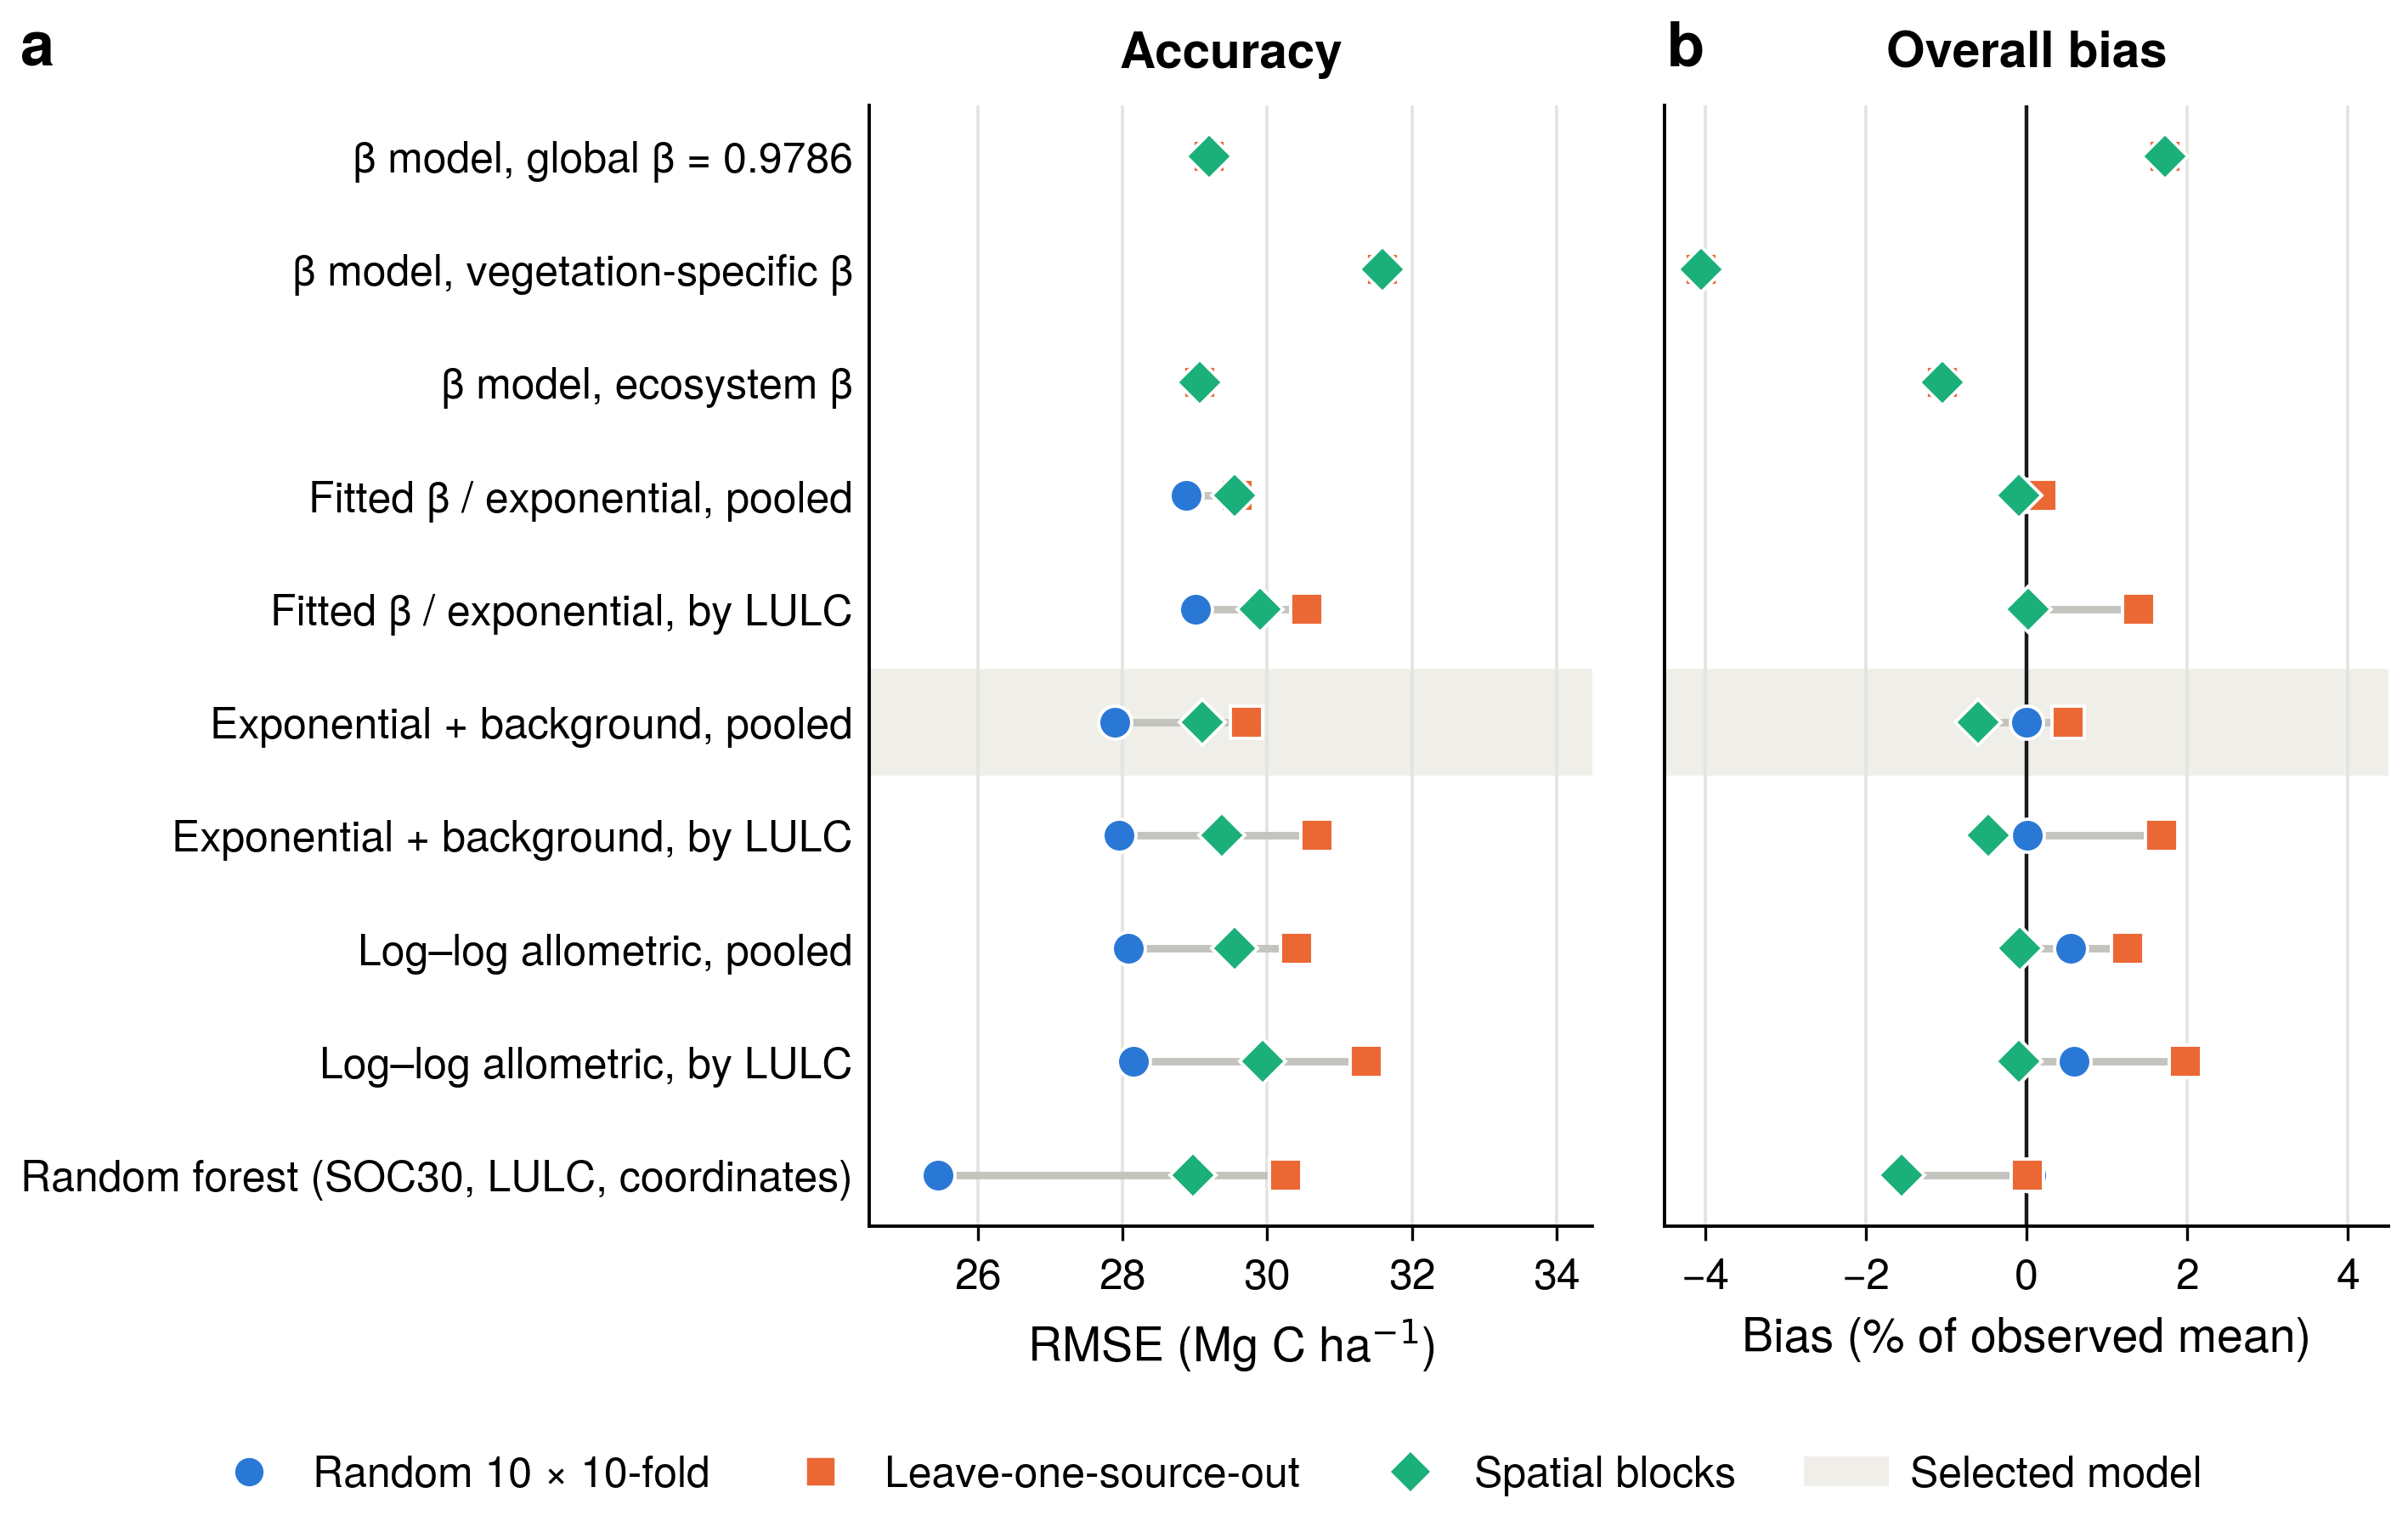 a
Accuracy
b
Overall bias
β model, global β = 0.9786
β model, vegetation-specific β
β model, ecosystem β
Fitted β / exponential, pooled
Fitted β / exponential, by LULC
Exponential + background, pooled
Exponential + background, by LULC
Log–log allometric, pooled
Log–log allometric, by LULC
Random forest (SOC30, LULC, coordinates)
26 28 30 32 34
−4 −2 0 2 4
RMSE (Mg C ha⁻¹)
Bias (% of observed mean)
Random 10 × 10-fold
Leave-one-source-out
Spatial blocks
Selected model